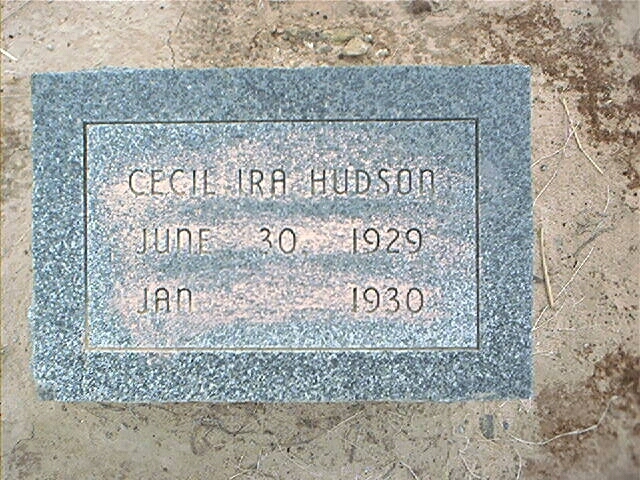 CECIL IRA HUDSON
JUNE 30 1929
JAN 1930